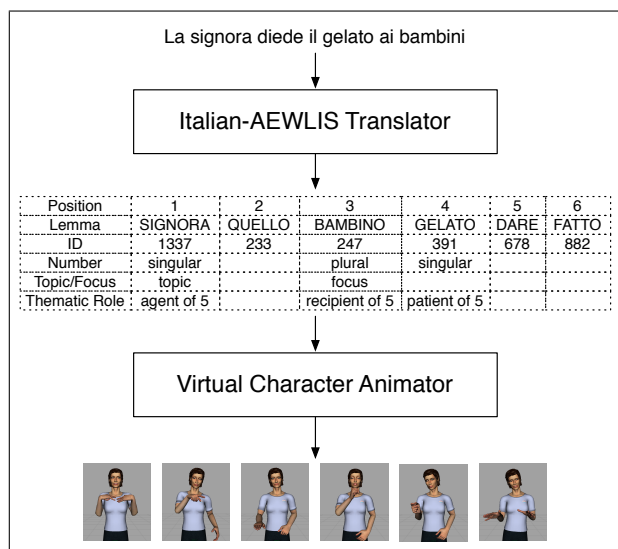 La signora diede il gelato ai bambini
Italian-AEWLIS Translator
Position 1 2 3 4 5 6
Lemma SIGNORA QUELLO BAMBINO GELATO DARE FATTO
ID 1337 233 247 391 678 882
Number singular plural singular
Topic/Focus topic focus
Thematic Role agent of 5 recipient of 5 patient of 5
Virtual Character Animator